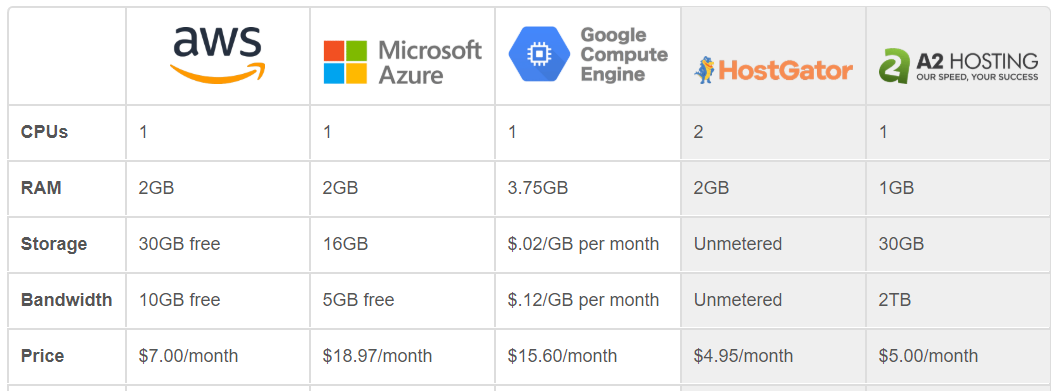 aws
Microsoft
Azure
Google
Compute
Engine
HostGator
A2 HOSTING
OUR SPEED, YOUR SUCCESS
CPUs 1 1 1 2 1
RAM 2GB 2GB 3.75GB 2GB 1GB
Storage 30GB free 16GB $.02/GB per month Unmetered 30GB
Bandwidth 10GB free 5GB free $.12/GB per month Unmetered 2TB
Price $7.00/month $18.97/month $15.60/month $4.95/month $5.00/month